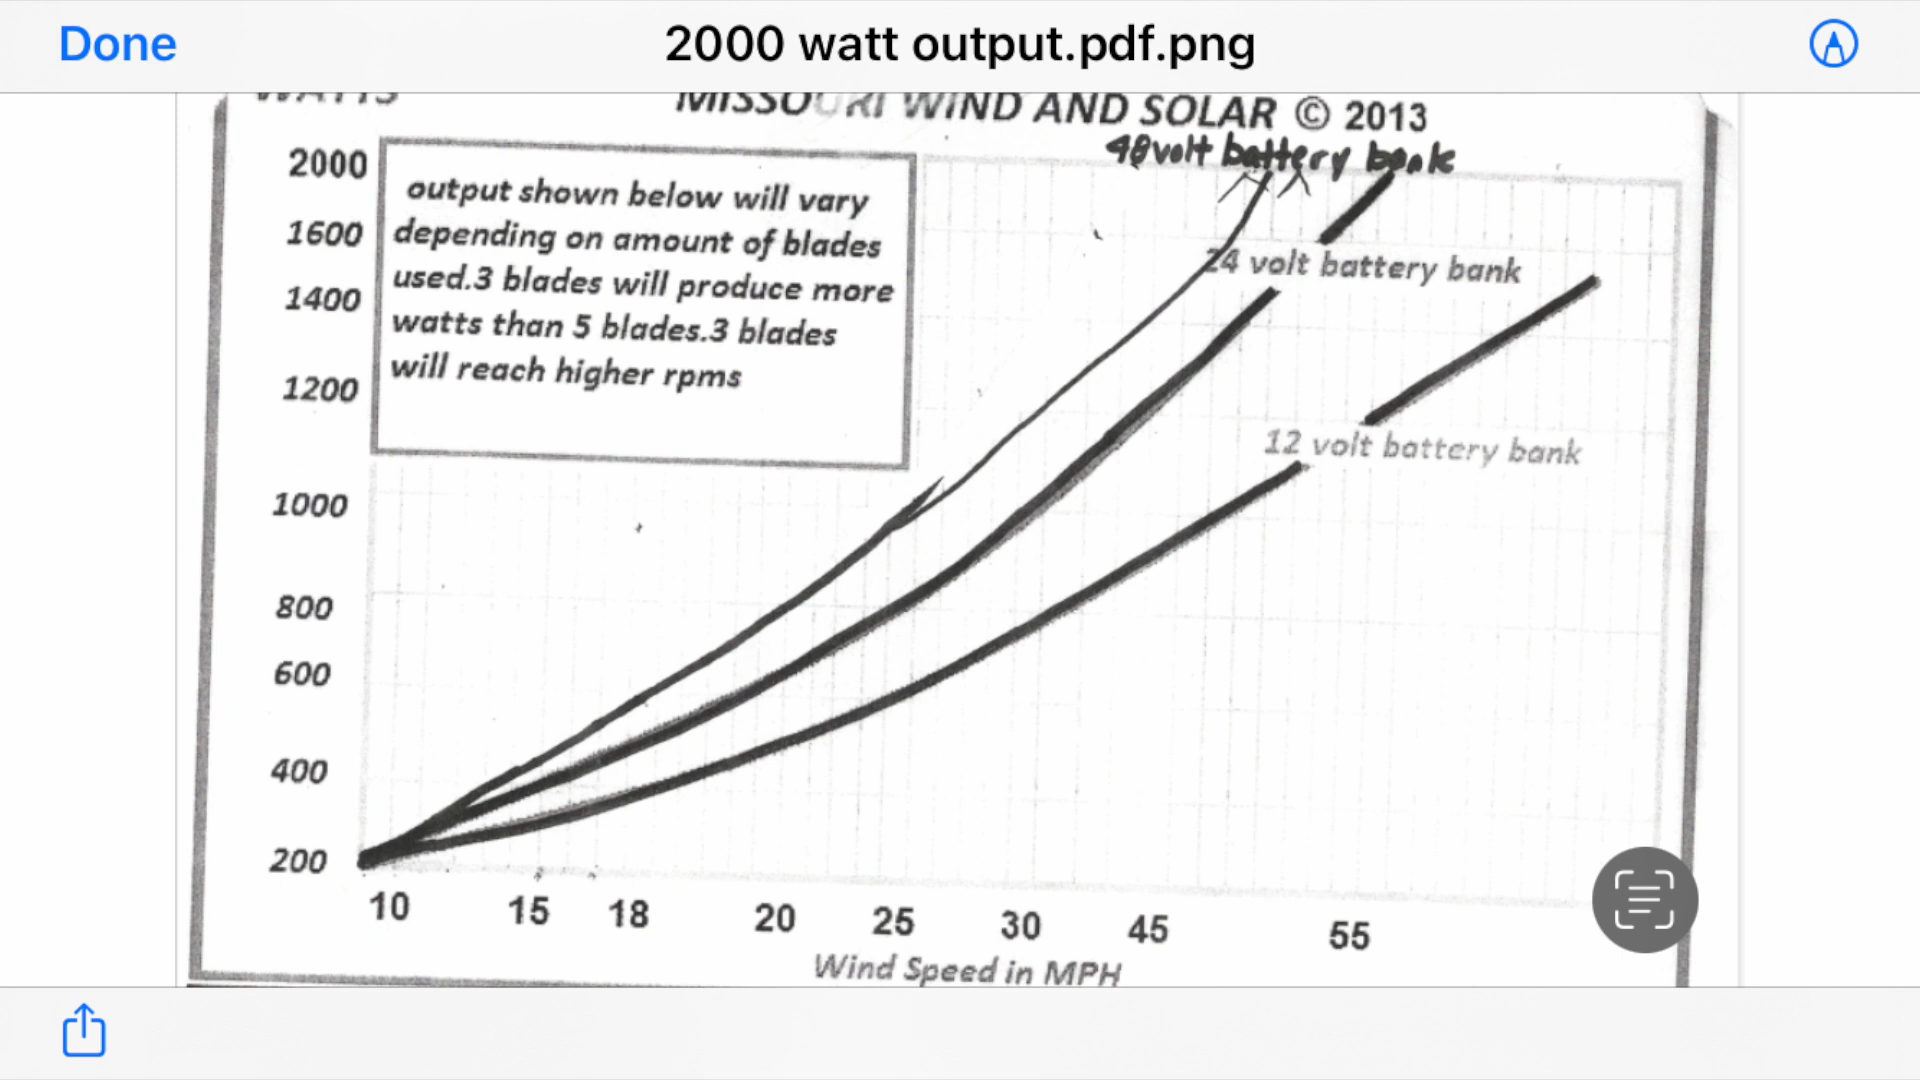 Done
2000 watt output.pdf.png
WATTS
MISSOURI WIND AND SOLAR © 2013
48 volt battery bank
2000
output shown below will vary
depending on amount of blades
used.3 blades will produce more
watts than 5 blades.3 blades
will reach higher rpms
1600
24 volt battery bank
1400
1200
12 volt battery bank
1000
800
600
400
200
10 15 18 20 25 30 45 55
Wind Speed in MPH